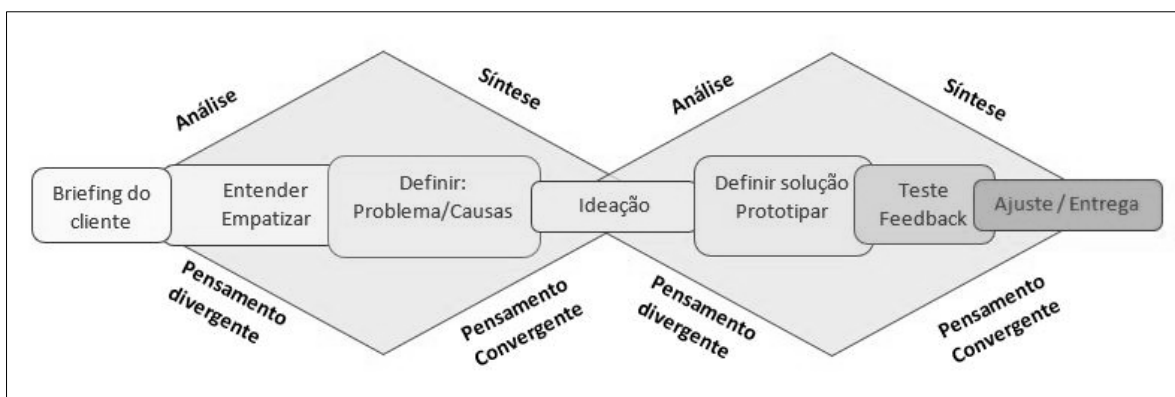 Análise
Síntese
Análise
Síntese
Briefing do
cliente
Entender
Empatizar
Definir:
Problema/Causas
Ideação
Definir solução
Prototipar
Teste
Feedback
Ajuste / Entrega
Pensamento
divergente
Pensamento
Convergente
Pensamento
divergente
Pensamento
Convergente